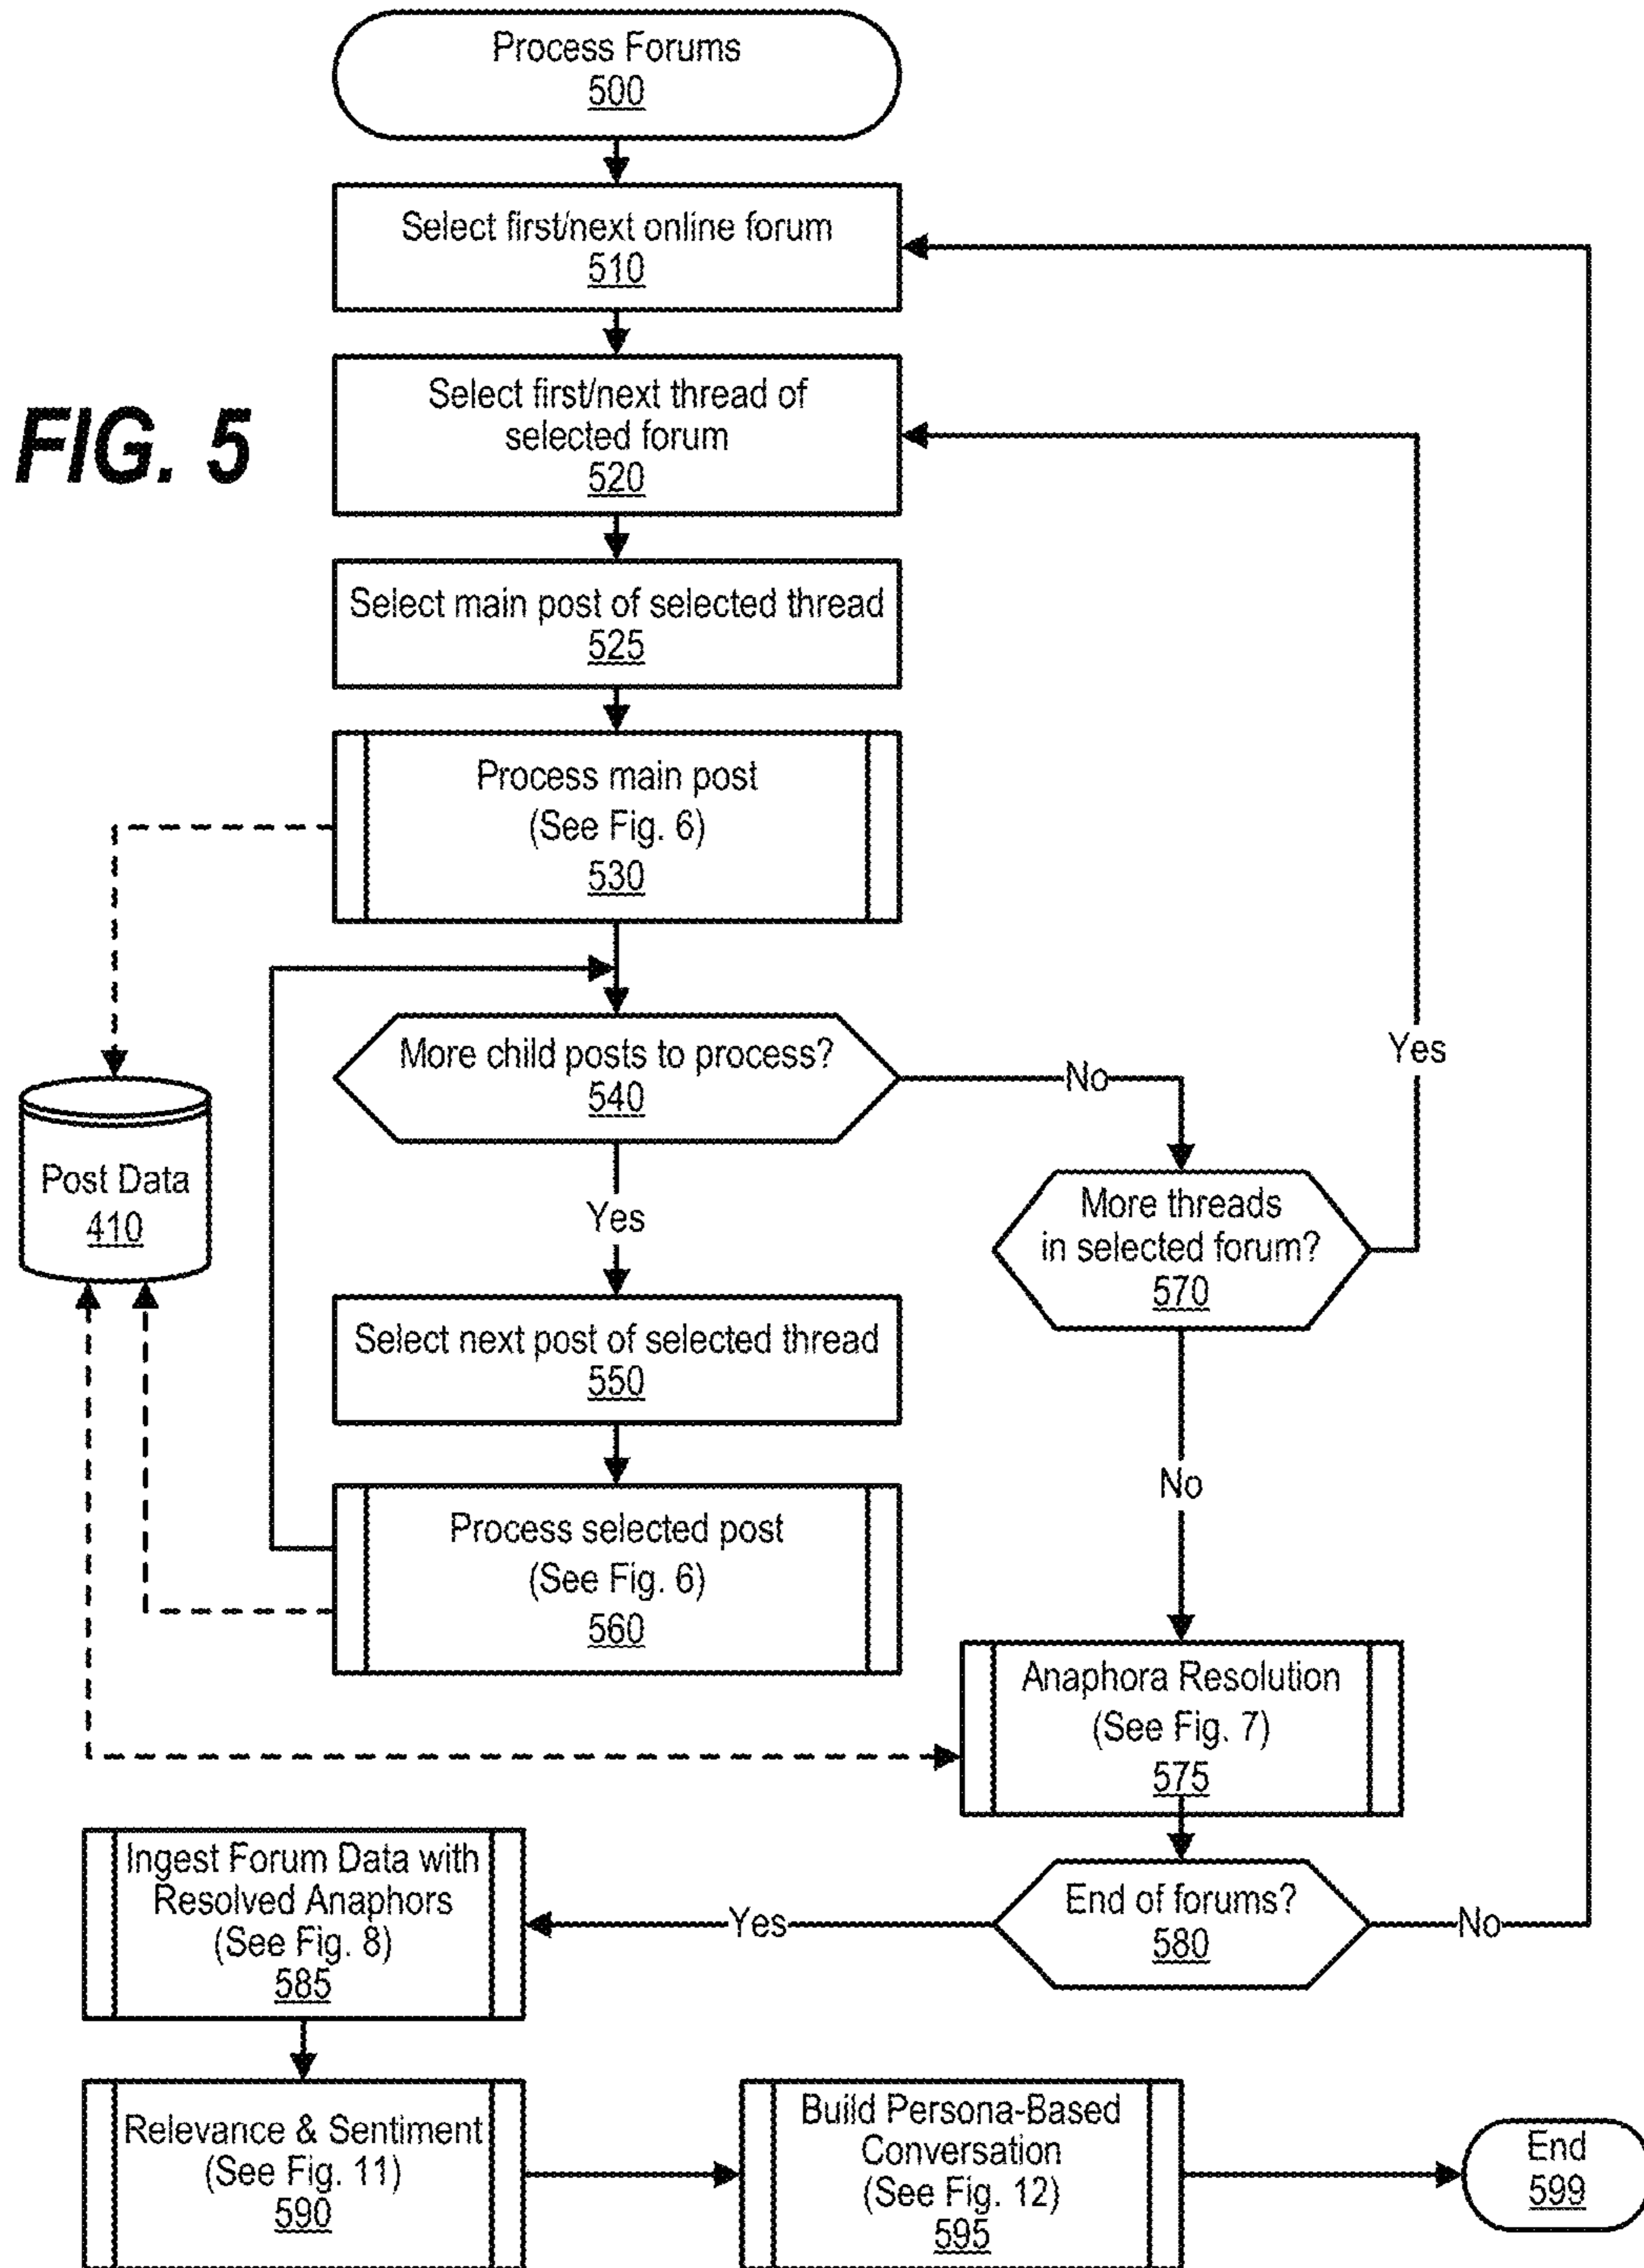 Process Forums
500
Select first/next online forum
510
FIG. 5
Select first/next thread of
selected forum
520
Select main post of selected thread
525
Process main post
(See Fig. 6)
530
More child posts to process?
540
No
Yes
Post Data
410
Yes
More threads
in selected forum?
570
Select next post of selected thread
550
No
Process selected post
(See Fig. 6)
560
Anaphora Resolution
(See Fig. 7)
575
Ingest Forum Data with
Resolved Anaphors
(See Fig. 8)
585
Yes
End of forums?
580
No
Relevance & Sentiment
(See Fig. 11)
590
Build Persona-Based
Conversation
(See Fig. 12)
595
End
599